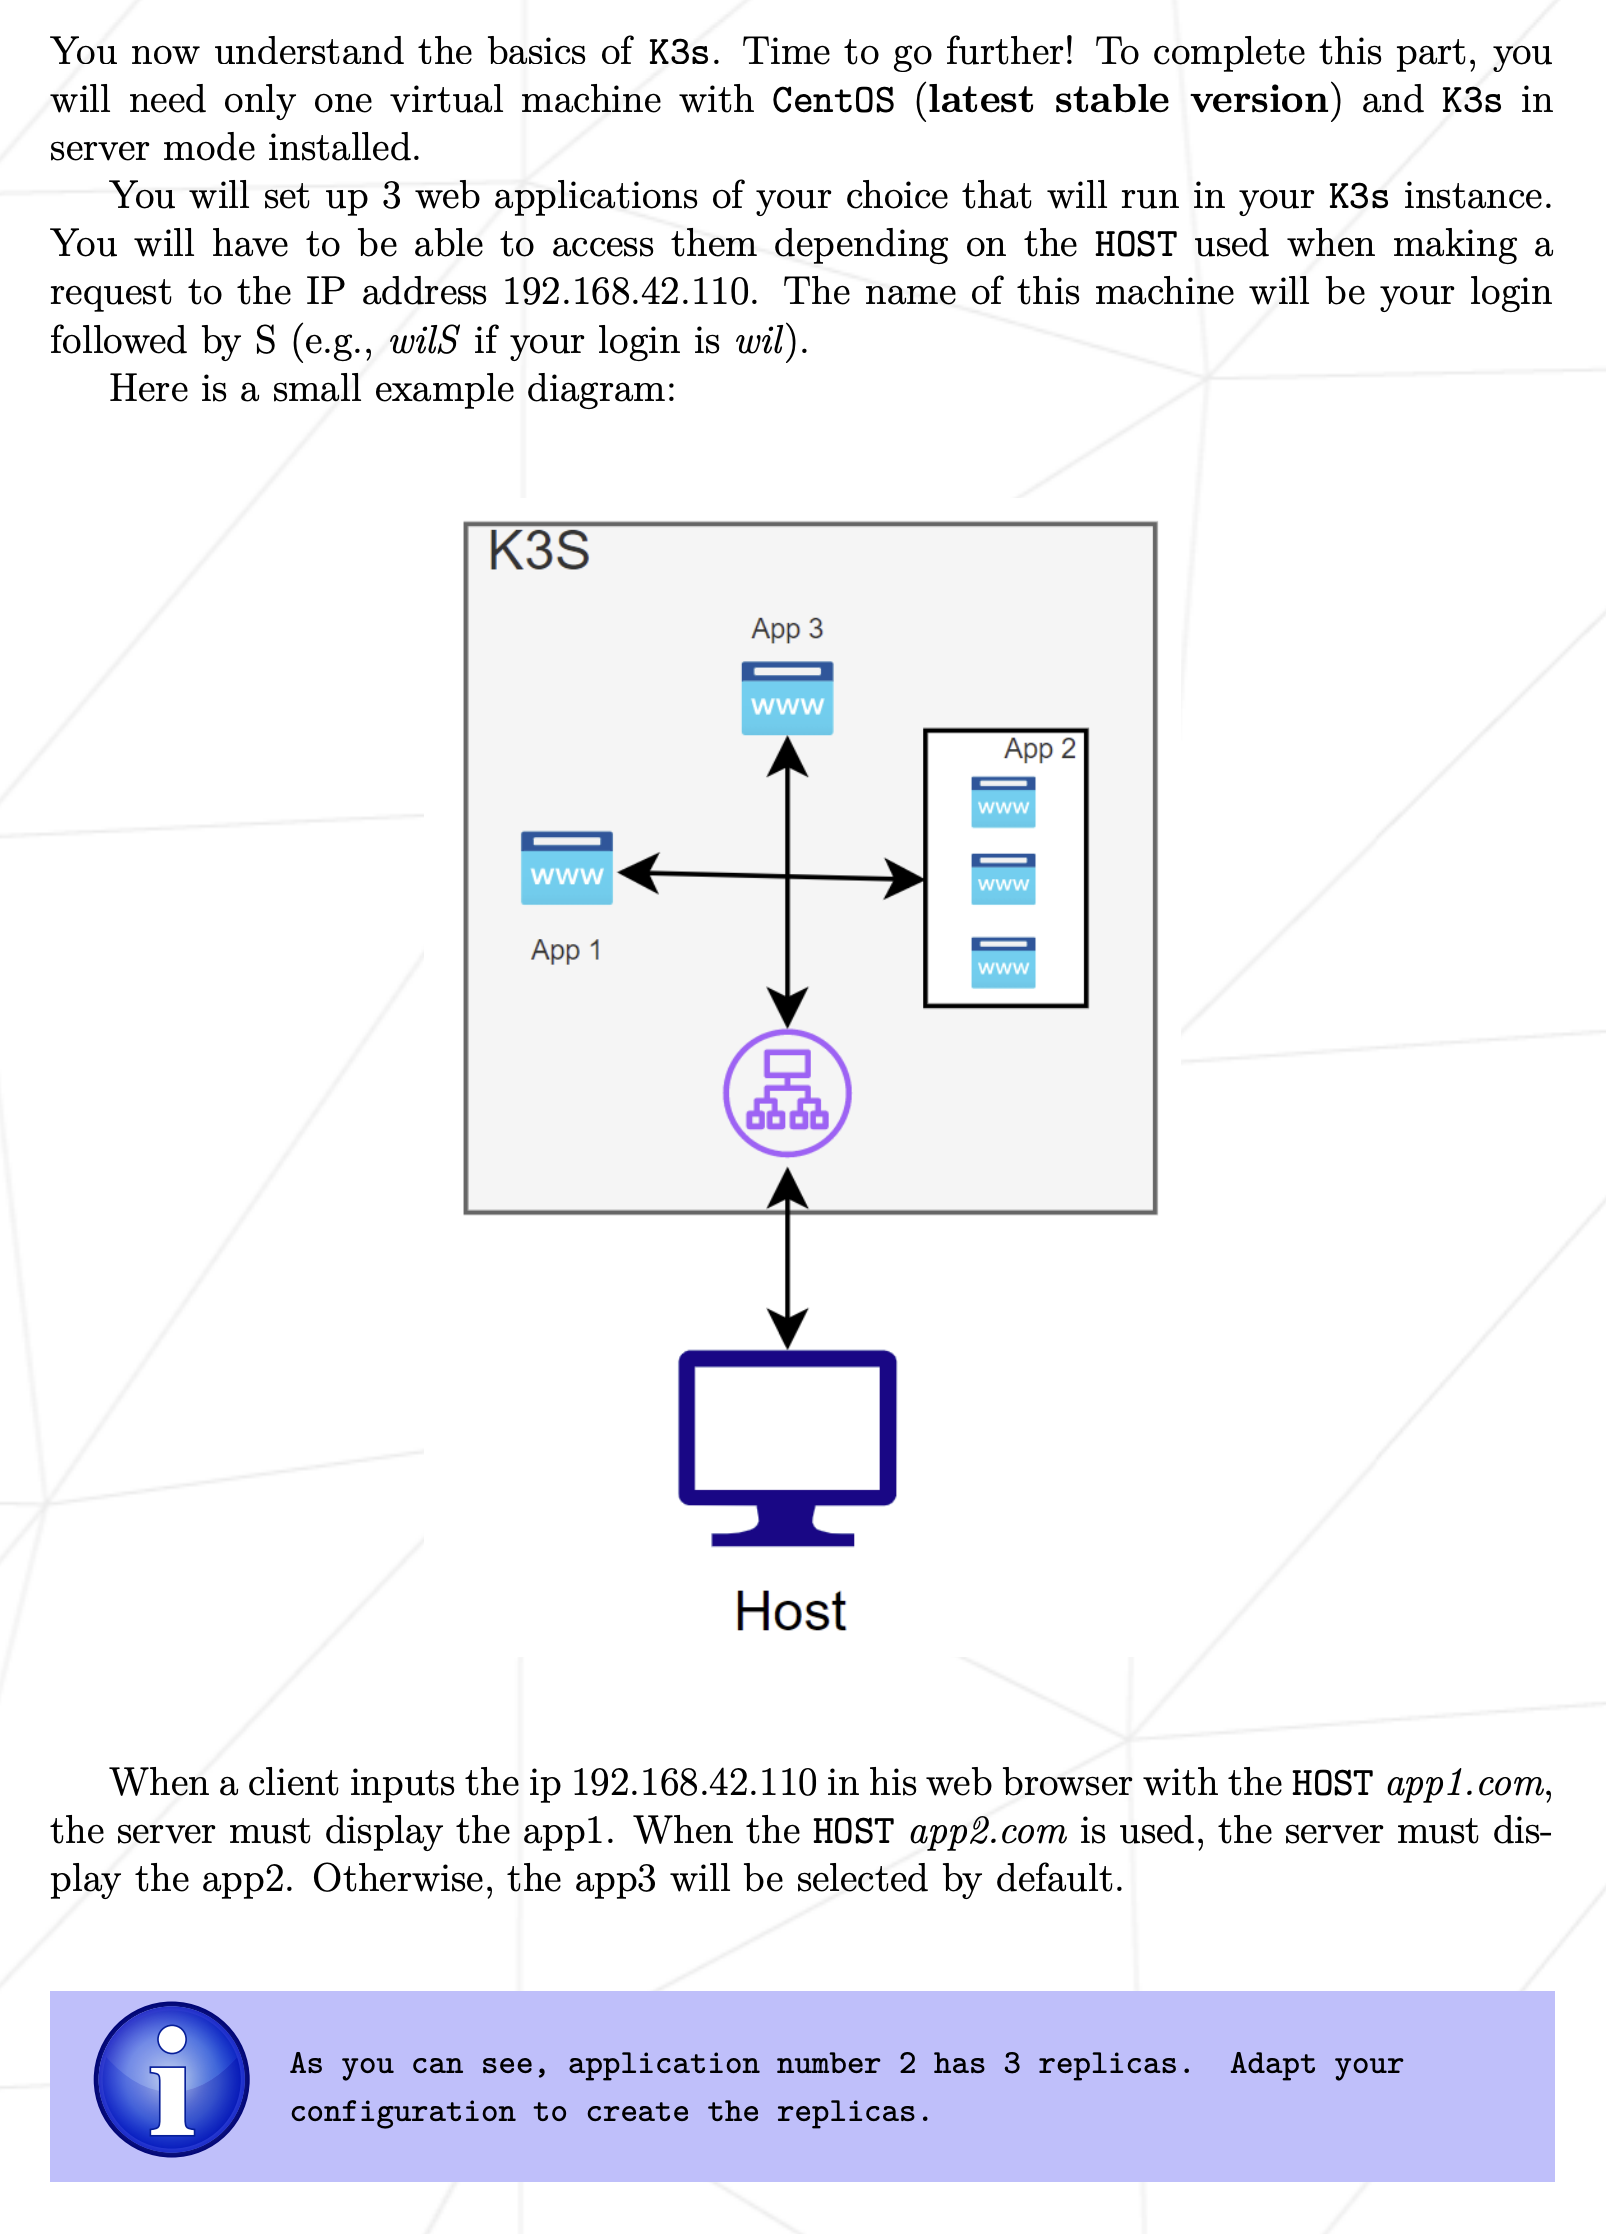 You now understand the basics of K3s. Time to go further! To complete this part, you
will need only one virtual machine with CentOS (latest stable version) and K3s in
server mode installed.
You will set up 3 web applications of your choice that will run in your K3s instance.
You will have to be able to access them depending on the HOST used when making a
request to the IP address 192.168.42.110. The name of this machine will be your login
followed by S (e.g., wilS if your login is wil).
Here is a small example diagram:
K3S
App 3
www
App 2
www
www
www
www
App 1
Host
When a client inputs the ip 192.168.42.110 in his web browser with the HOST app1.com,
the server must display the app1. When the HOST app2.com is used, the server must dis-
play the app2. Otherwise, the app3 will be selected by default.
As you can see, application number 2 has 3 replicas. Adapt your
configuration to create the replicas.